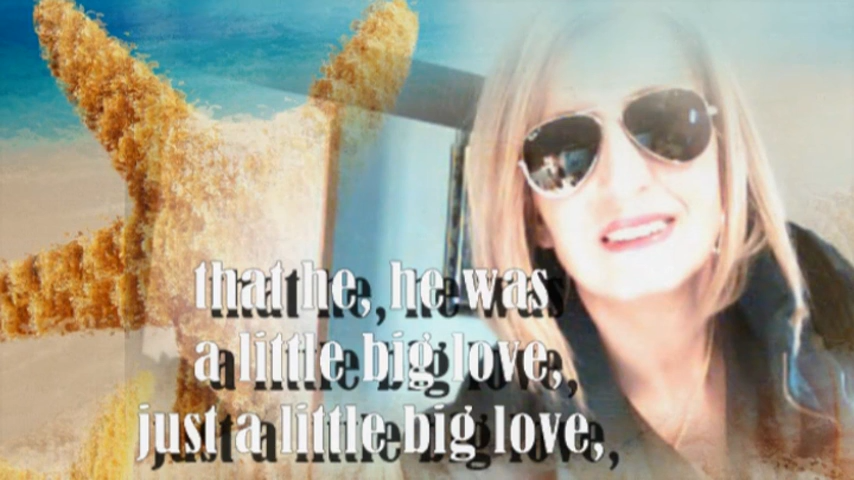 that he, he was
a little big love,
just a little big love,